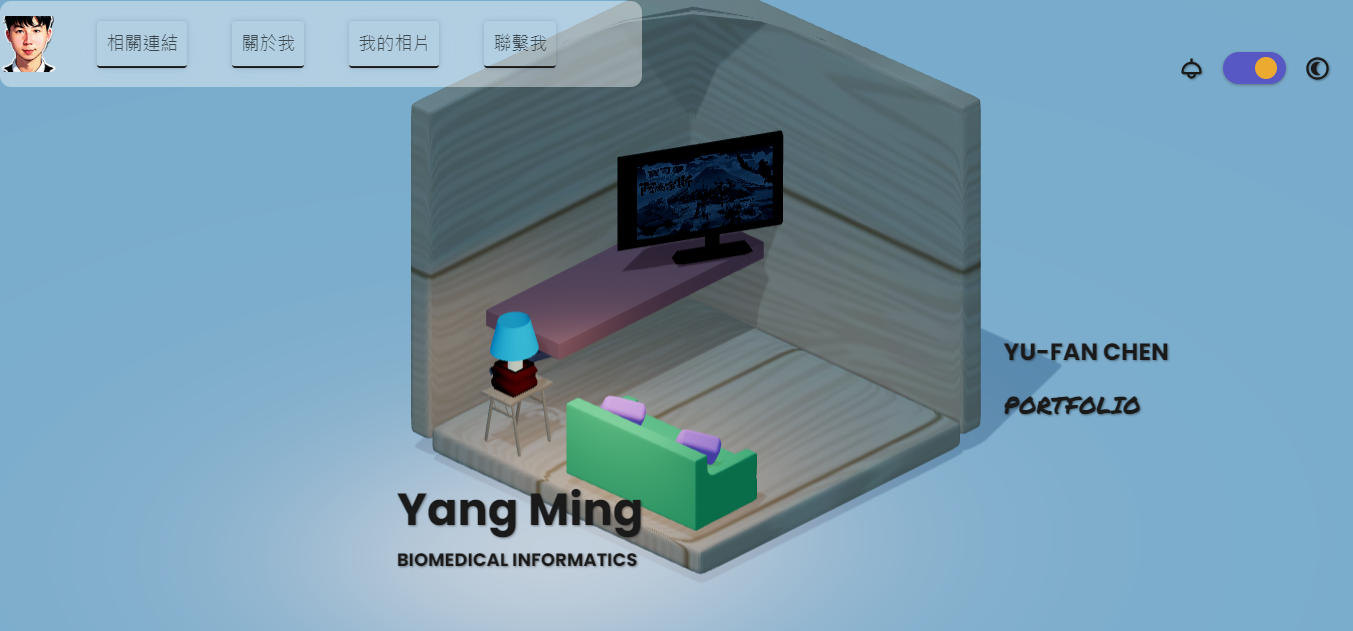 相關連結
關於我
我的相片
聯繫我
YU-FAN CHEN
PORTFOLIO
Yang Ming
BIOMEDICAL INFORMATICS